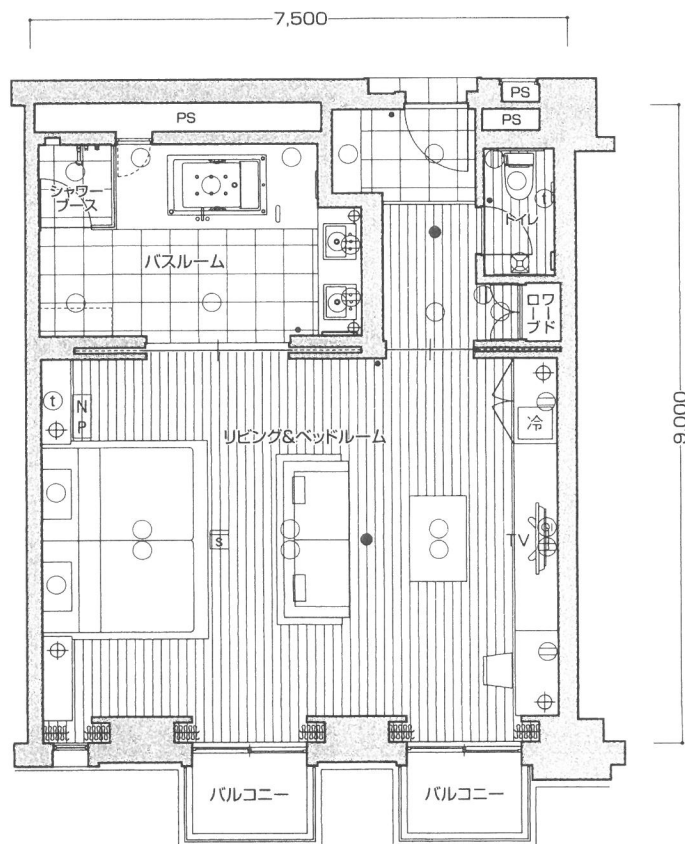 7,500
PS
PS
PS
シャワー
ブース
トイレ
t
バスルーム
ワード
ローブ
9,000
t
NP
リビング&ベッドルーム
冷
s
TV
バルコニー
バルコニー